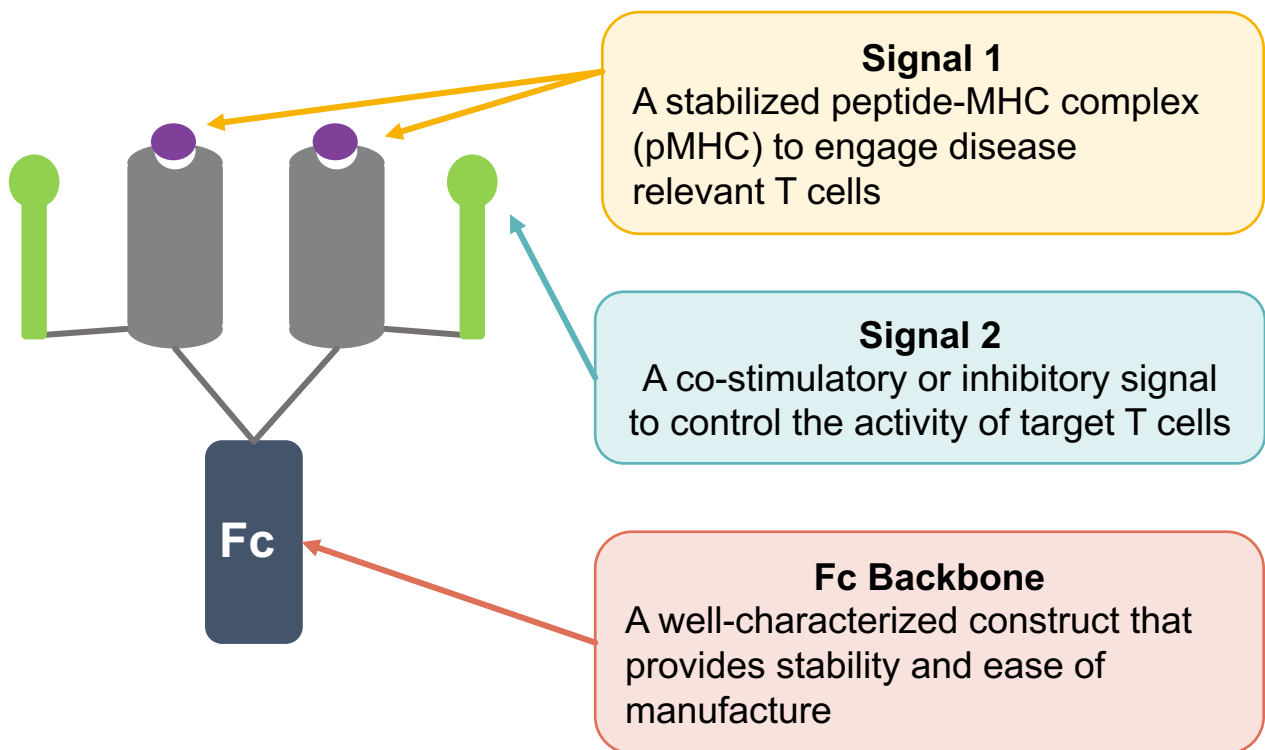 Signal 1
A stabilized peptide-MHC complex
(pMHC) to engage disease
relevant T cells
Signal 2
A co-stimulatory or inhibitory signal
to control the activity of target T cells
Fc
Fc Backbone
A well-characterized construct that
provides stability and ease of
manufacture